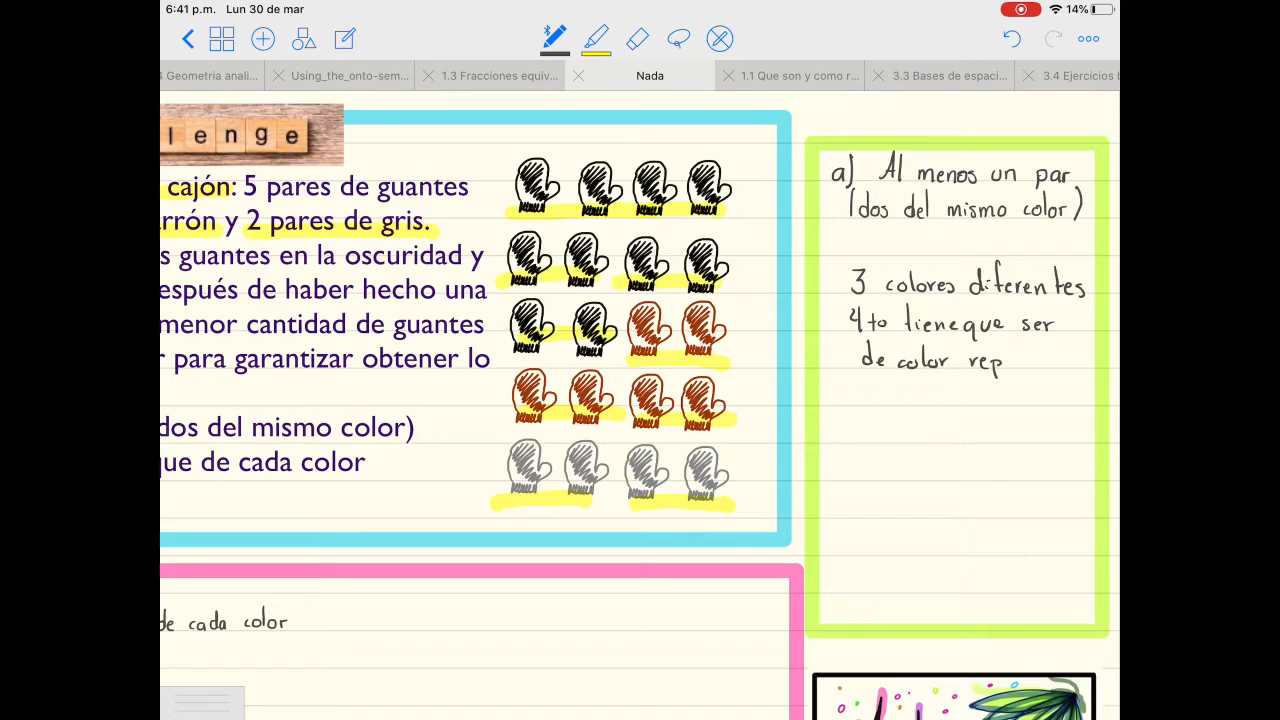 6:41 p.m. Lun 30 de mar
14%
Geometria anali...
Using_the_onto-sem...
1.3 Fracciones equiv...
Nada
1.1 Que son y como r...
3.3 Bases de espaci...
3.4 Ejercicios b
lenge
cajón: 5 pares de guantes
rrón y 2 pares de gris.
s guantes en la oscuridad y
espués de haber hecho una
menor cantidad de guantes
r para garantizar obtener lo
dos del mismo color)
que de cada color
a) Al menos un par
(dos del mismo color)
3 colores diferentes
4to tiene que ser
de color rep
de cada color